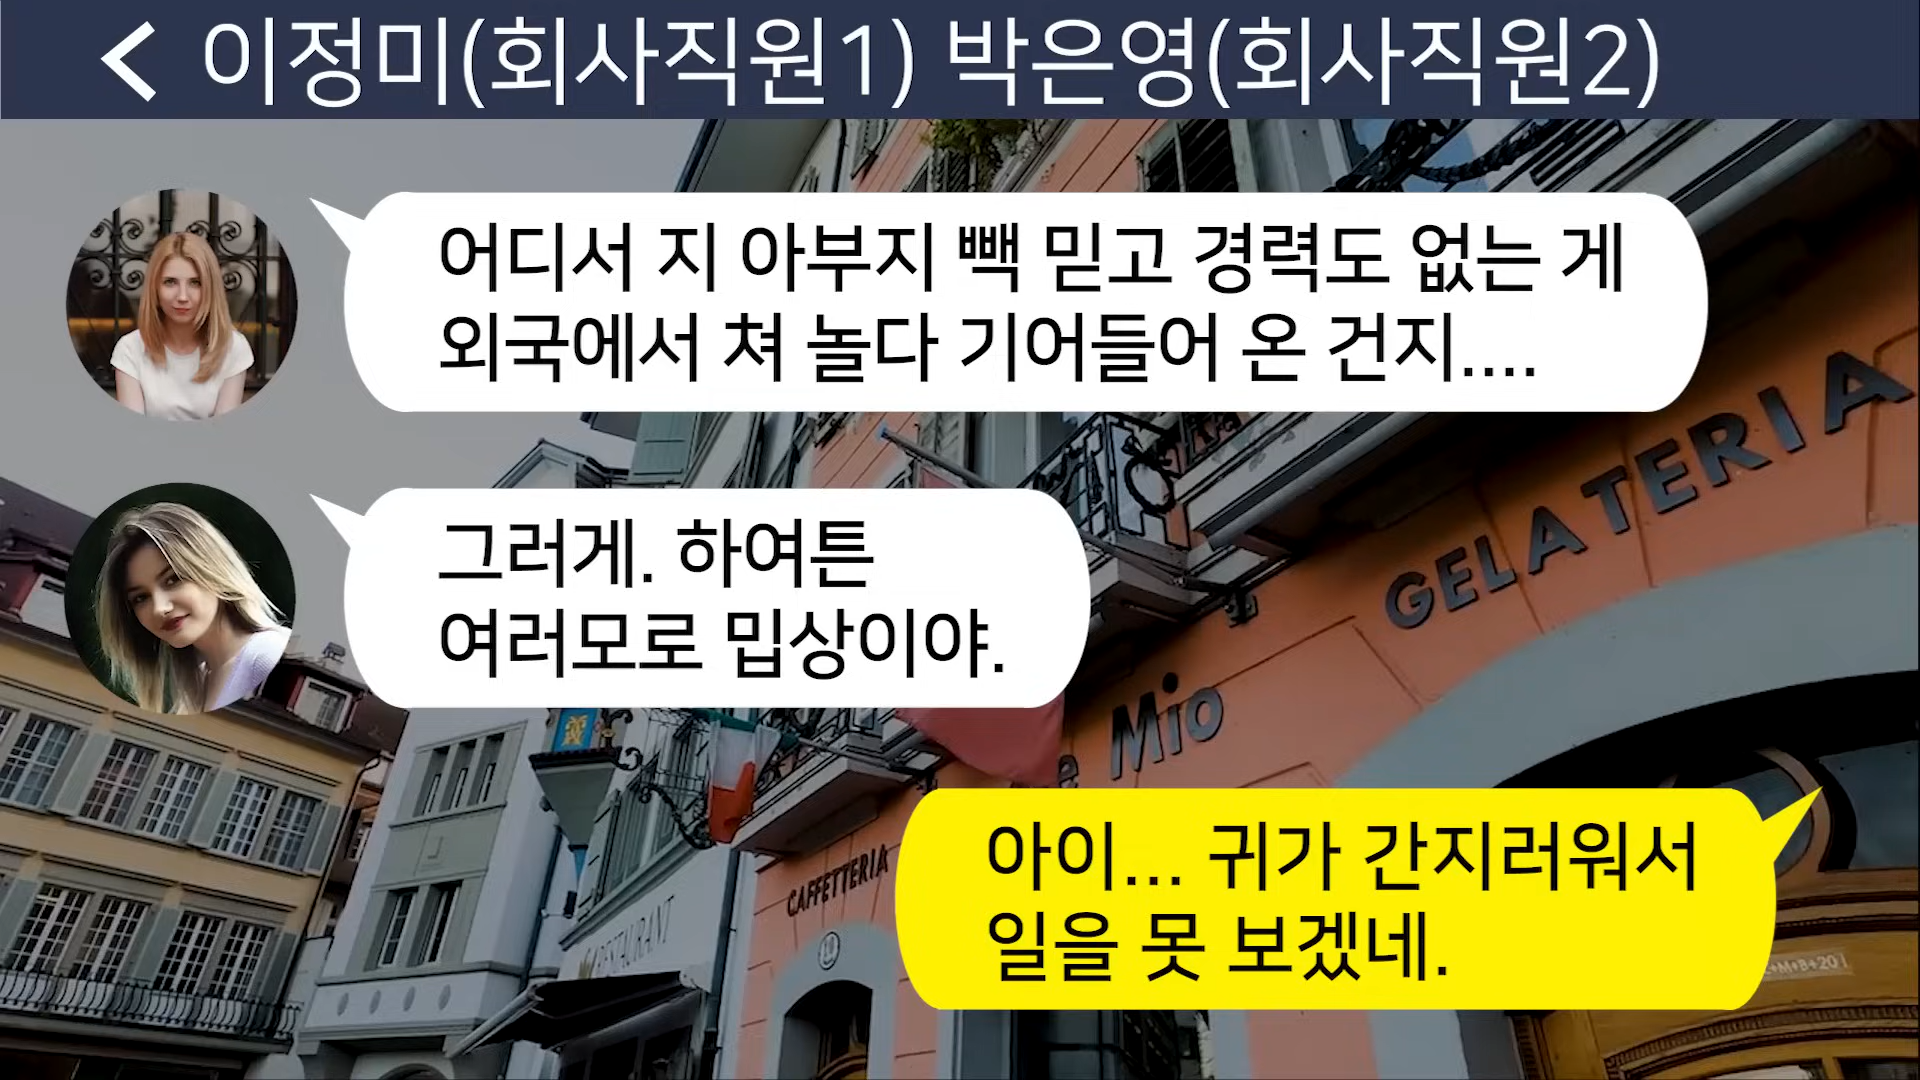 이정미(회사직원1) 박은영(회사직원2)
어디서 지 아부지 빽 믿고 경력도 없는 게
외국에서 쳐 놀다 기어들어 온 건지....
그러게. 하여튼
여러모로 밉상이야.
GELATERIA
Mio
아이... 귀가 간지러워서
일을 못 보겠네.
CAFFETTERIA
RESTAURANT